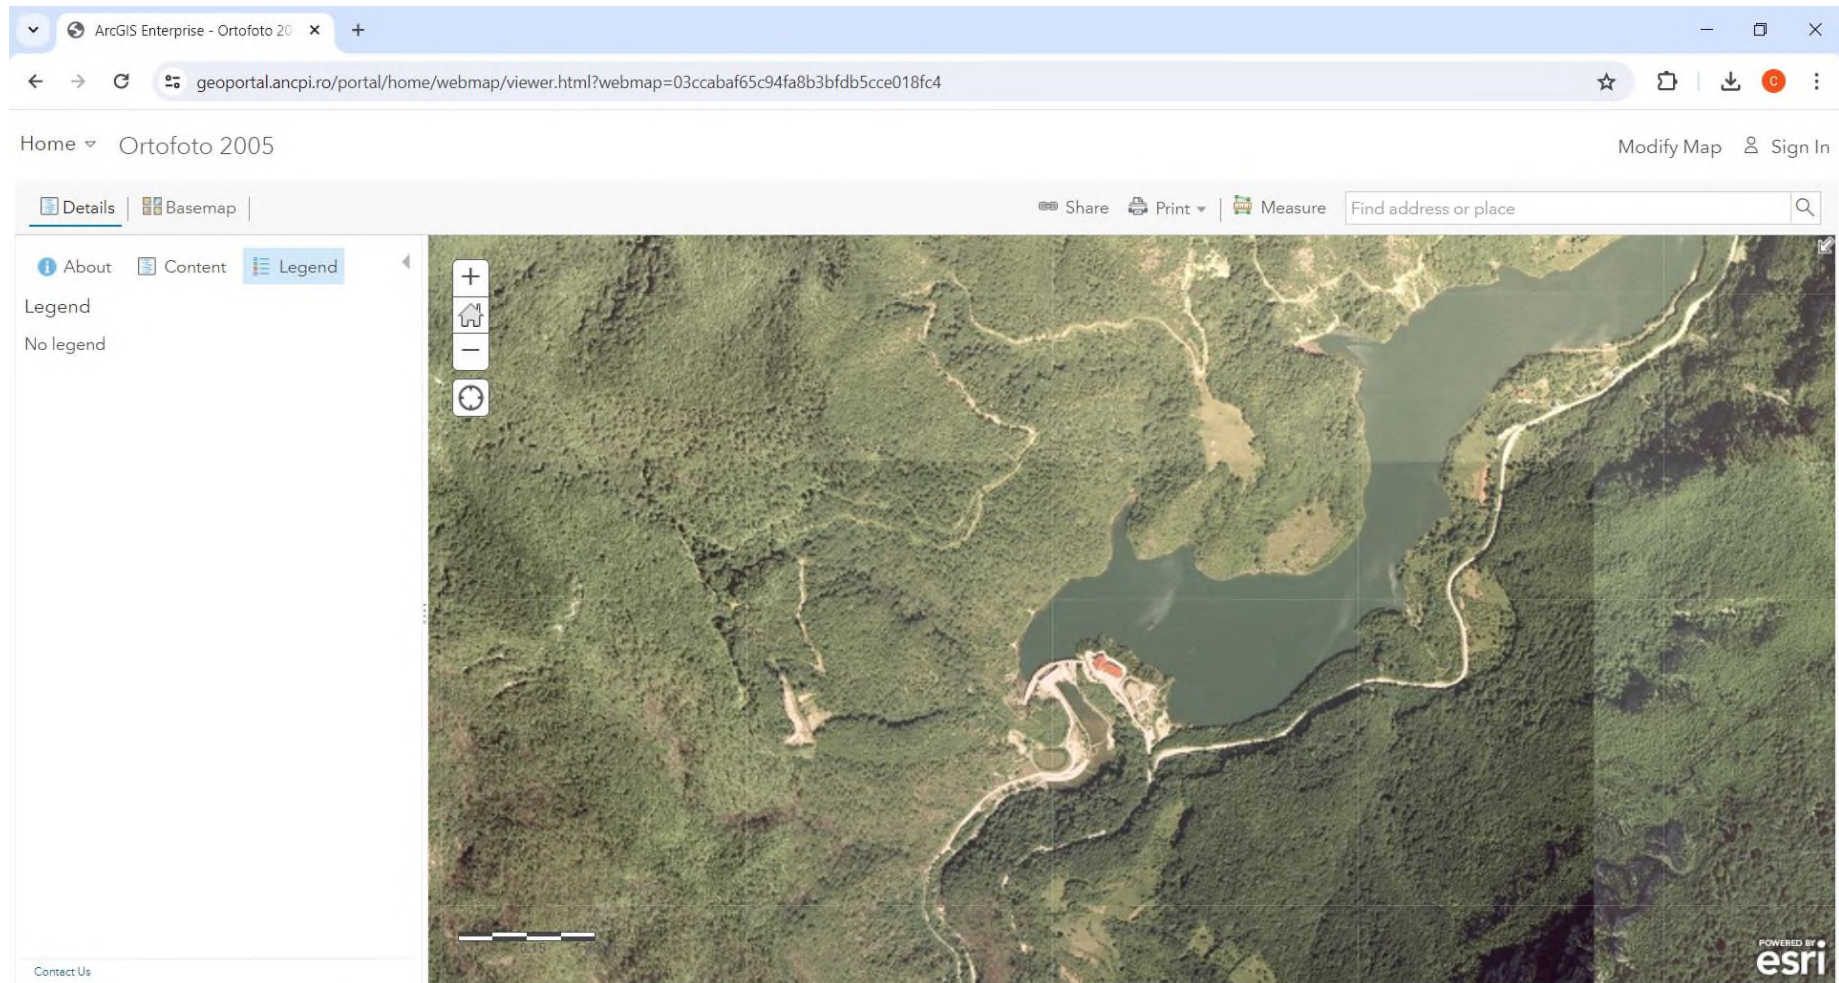 ArcGIS Enterprise - Ortofoto 20
geoportal.ancpi.ro/portal/home/webmap/viewer.html?webmap=03ccabaf65c94fa8b3bfdb5cce018fc4
C
Home Ortofoto 2005
Modify Map Sign In
Details Basemap
Share Print Measure Find address or place
About Content Legend
Legend
No legend
0.15
Contact Us
POWERED BY
esri